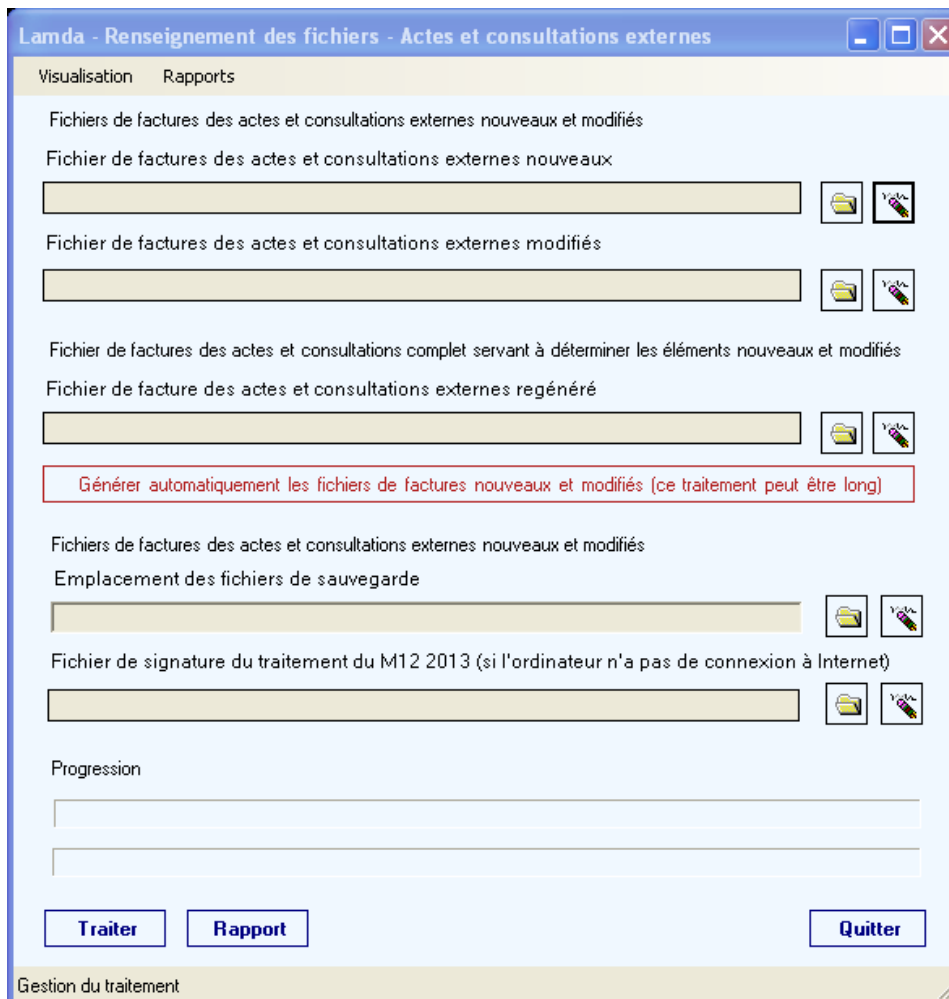 Lamda - Renseignement des fichiers - Actes et consultations externes
Visualisation Rapports
Fichiers de factures des actes et consultations externes nouveaux et modifiés
Fichier de factures des actes et consultations externes nouveaux
Fichier de factures des actes et consultations externes modifiés
Fichier de factures des actes et consultations complet servant à déterminer les éléments nouveaux et modifiés
Fichier de facture des actes et consultations externes regénéré
Générer automatiquement les fichiers de factures nouveaux et modifiés (ce traitement peut être long)
Fichiers de factures des actes et consultations externes nouveaux et modifiés
Emplacement des fichiers de sauvegarde
Fichier de signature du traitement du M12 2013 (si l'ordinateur n'a pas de connexion à Internet)
Progression
Traiter Rapport Quitter
Gestion du traitement